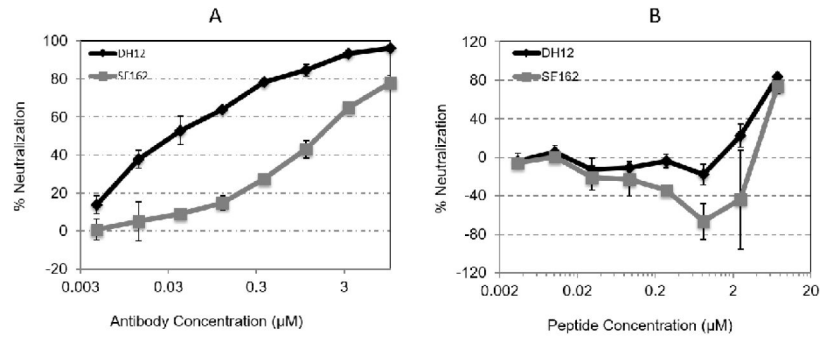 A
DH12
SF162
% Neutralization
100
80
60
40
20
0
-20
0.003
0.03
0.3
3
Antibody Concentration (µM)
B
DH12
SF162
% Neutralization
120
80
40
0
-40
-80
-120
0.002
0.02
0.2
2
20
Peptide Concentration (µM)